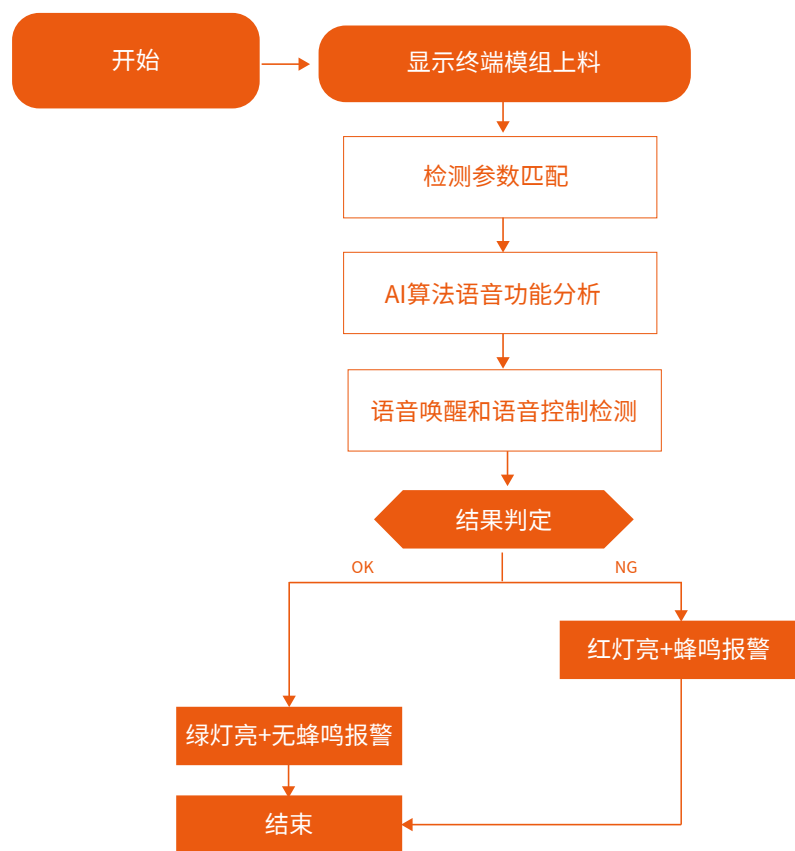 开始
显示终端模组上料
检测参数匹配
AI算法语音功能分析
语音唤醒和语音控制检测
结果判定
OK
NG
红灯亮+蜂鸣报警
绿灯亮+无蜂鸣报警
结束